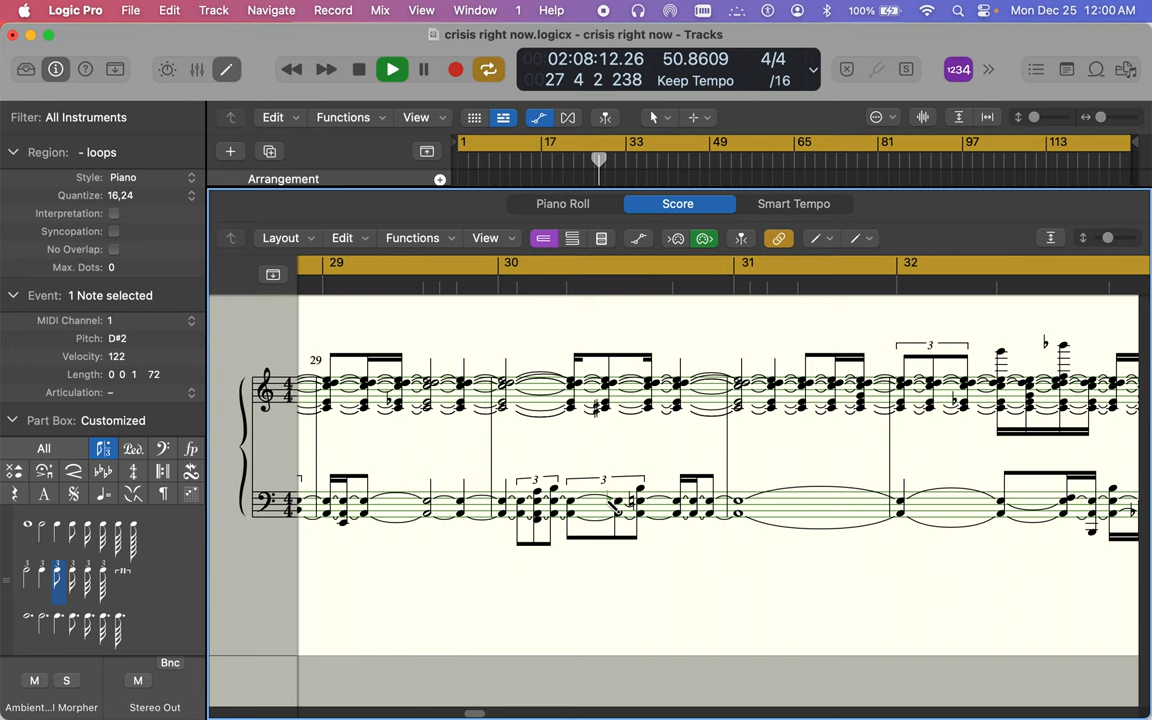 Logic Pro File Edit Track Navigate Record Mix View Window 1 Help 100% Mon Dec 25 12:00 AM
crisis right now.logicx - crisis right now - Tracks
02:08:12.26 50.8609 4/4
0027 4 2 238 Keep Tempo /16
1234
Filter: All Instruments
Edit Functions View
Region: - loops
1 17 33 49 65 81 97 113
Style: Piano
Arrangement
Quantize: 16,24
Piano Roll Score Smart Tempo
Interpretation:
Syncopation:
Layout Edit Functions View
No Overlap:
Max. Dots: 0
29 30 31 32
Event: 1 Note selected
MIDI Channel: 1
Pitch: D#2
Velocity: 122
Length: 0 0 1 72
Articulation: –
29
3
Part Box: Customized
All
3 3
Bnc
M S M
Ambient...l Morpher Stereo Out